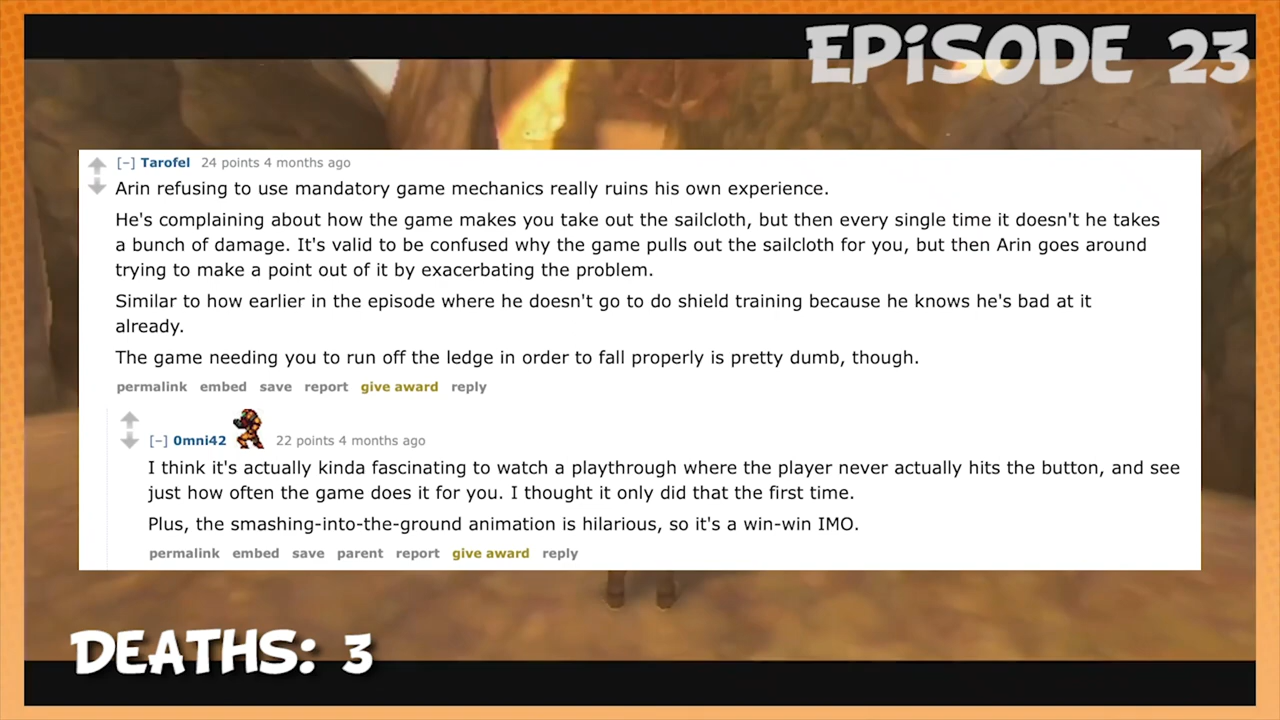 EPISODE 23
[–] Tarofel 24 points 4 months ago
Arin refusing to use mandatory game mechanics really ruins his own experience.
He's complaining about how the game makes you take out the sailcloth, but then every single time it doesn't he takes
a bunch of damage. It's valid to be confused why the game pulls out the sailcloth for you, but then Arin goes around
trying to make a point out of it by exacerbating the problem.
Similar to how earlier in the episode where he doesn't go to do shield training because he knows he's bad at it
already.
The game needing you to run off the ledge in order to fall properly is pretty dumb, though.
permalink embed save report give award reply
[–] 0mni42 22 points 4 months ago
I think it's actually kinda fascinating to watch a playthrough where the player never actually hits the button, and see
just how often the game does it for you. I thought it only did that the first time.
Plus, the smashing-into-the-ground animation is hilarious, so it's a win-win IMO.
permalink embed save parent report give award reply
DEATHS: 3